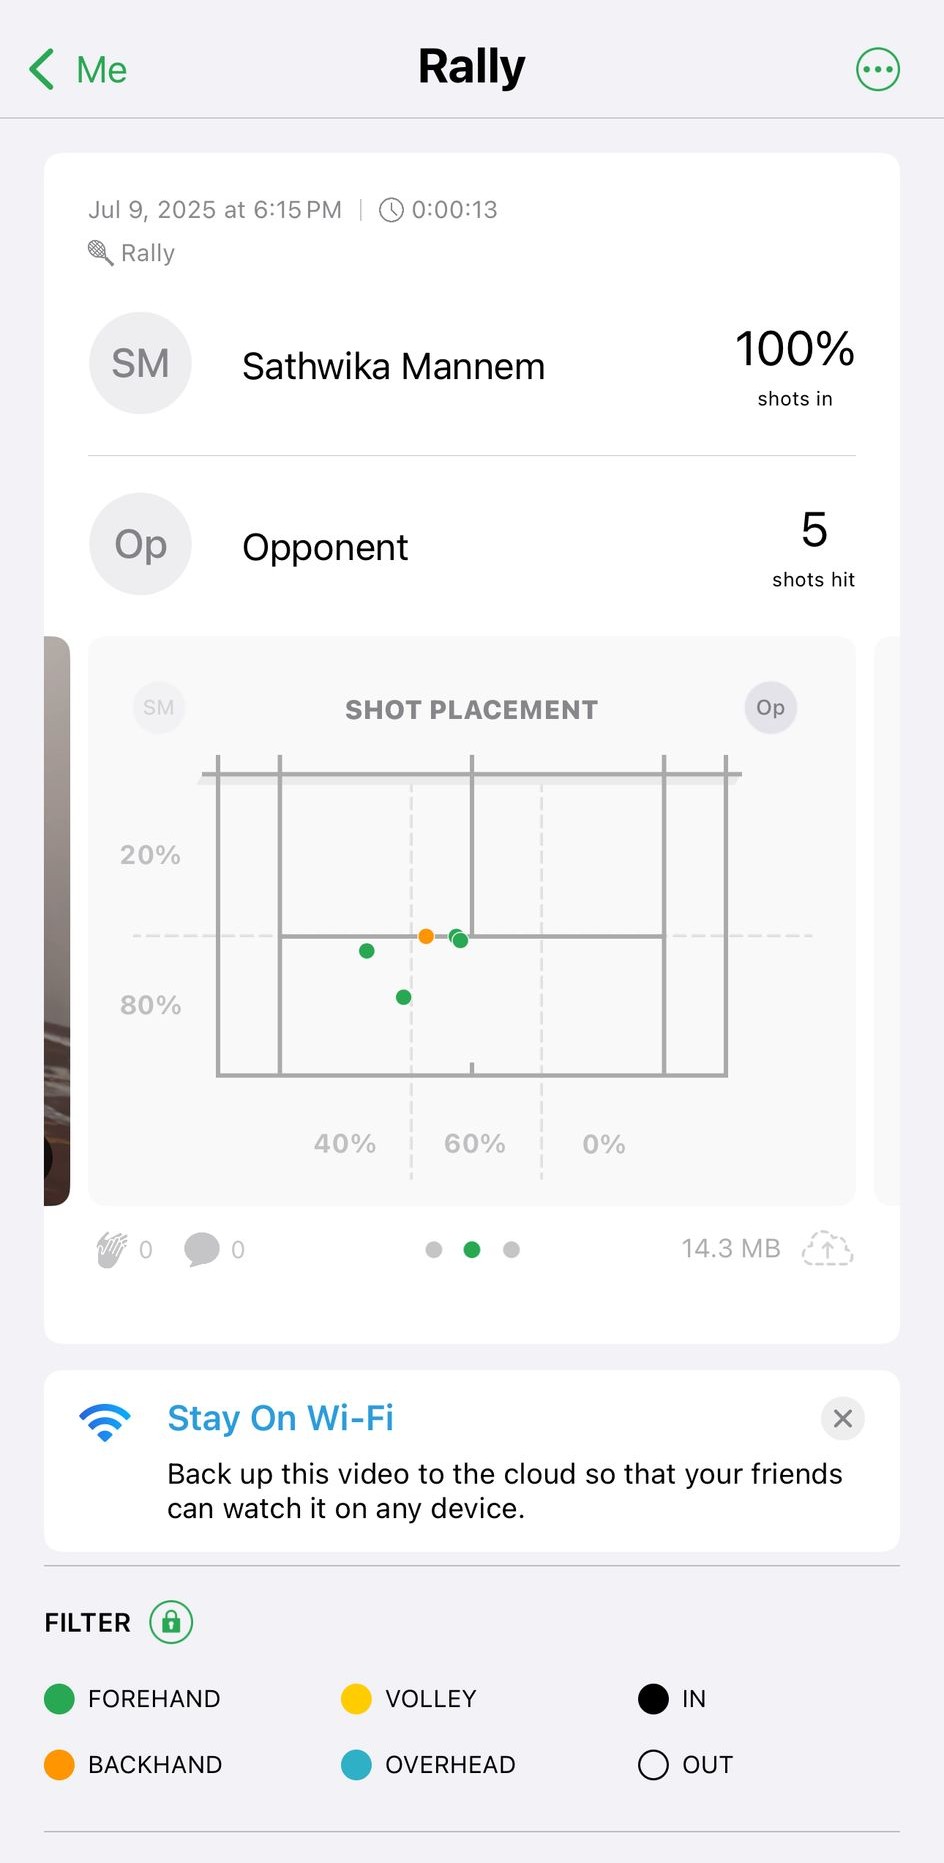 Me
Rally
Jul 9, 2025 at 6:15 PM | 0:00:13
Rally
SM
Sathwika Mannem
100%
shots in
Op
Opponent
5
shots hit
SM
SHOT PLACEMENT
Op
20%
80%
40%
60%
0%
0
0
14.3 MB
Stay On Wi-Fi
Back up this video to the cloud so that your friends
can watch it on any device.
FILTER
FOREHAND
VOLLEY
IN
BACKHAND
OVERHEAD
OUT